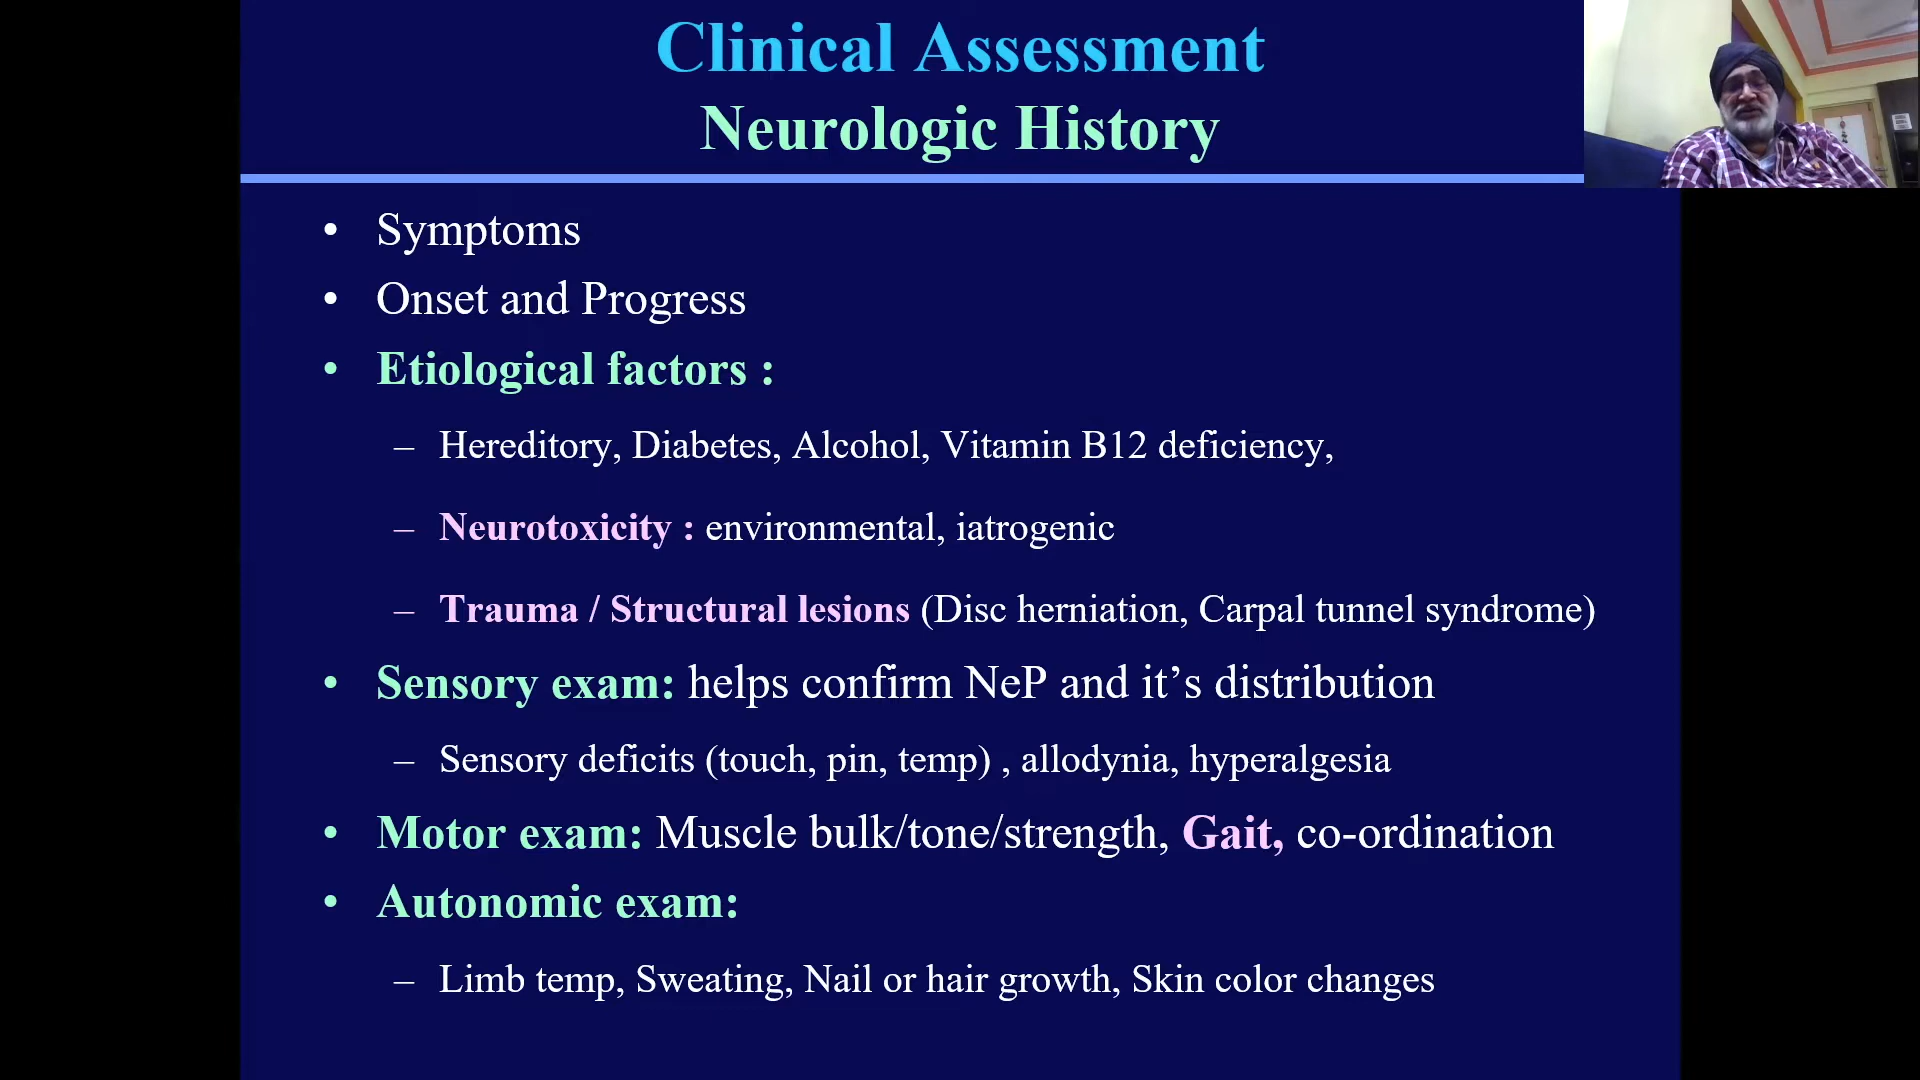 Clinical Assessment
Neurologic History
• Symptoms
• Onset and Progress
• Etiological factors :
– Hereditory, Diabetes, Alcohol, Vitamin B12 deficiency,
– Neurotoxicity : environmental, iatrogenic
– Trauma / Structural lesions (Disc herniation, Carpal tunnel syndrome)
• Sensory exam: helps confirm NeP and it’s distribution
– Sensory deficits (touch, pin, temp) , allodynia, hyperalgesia
• Motor exam: Muscle bulk/tone/strength, Gait, co-ordination
• Autonomic exam:
– Limb temp, Sweating, Nail or hair growth, Skin color changes